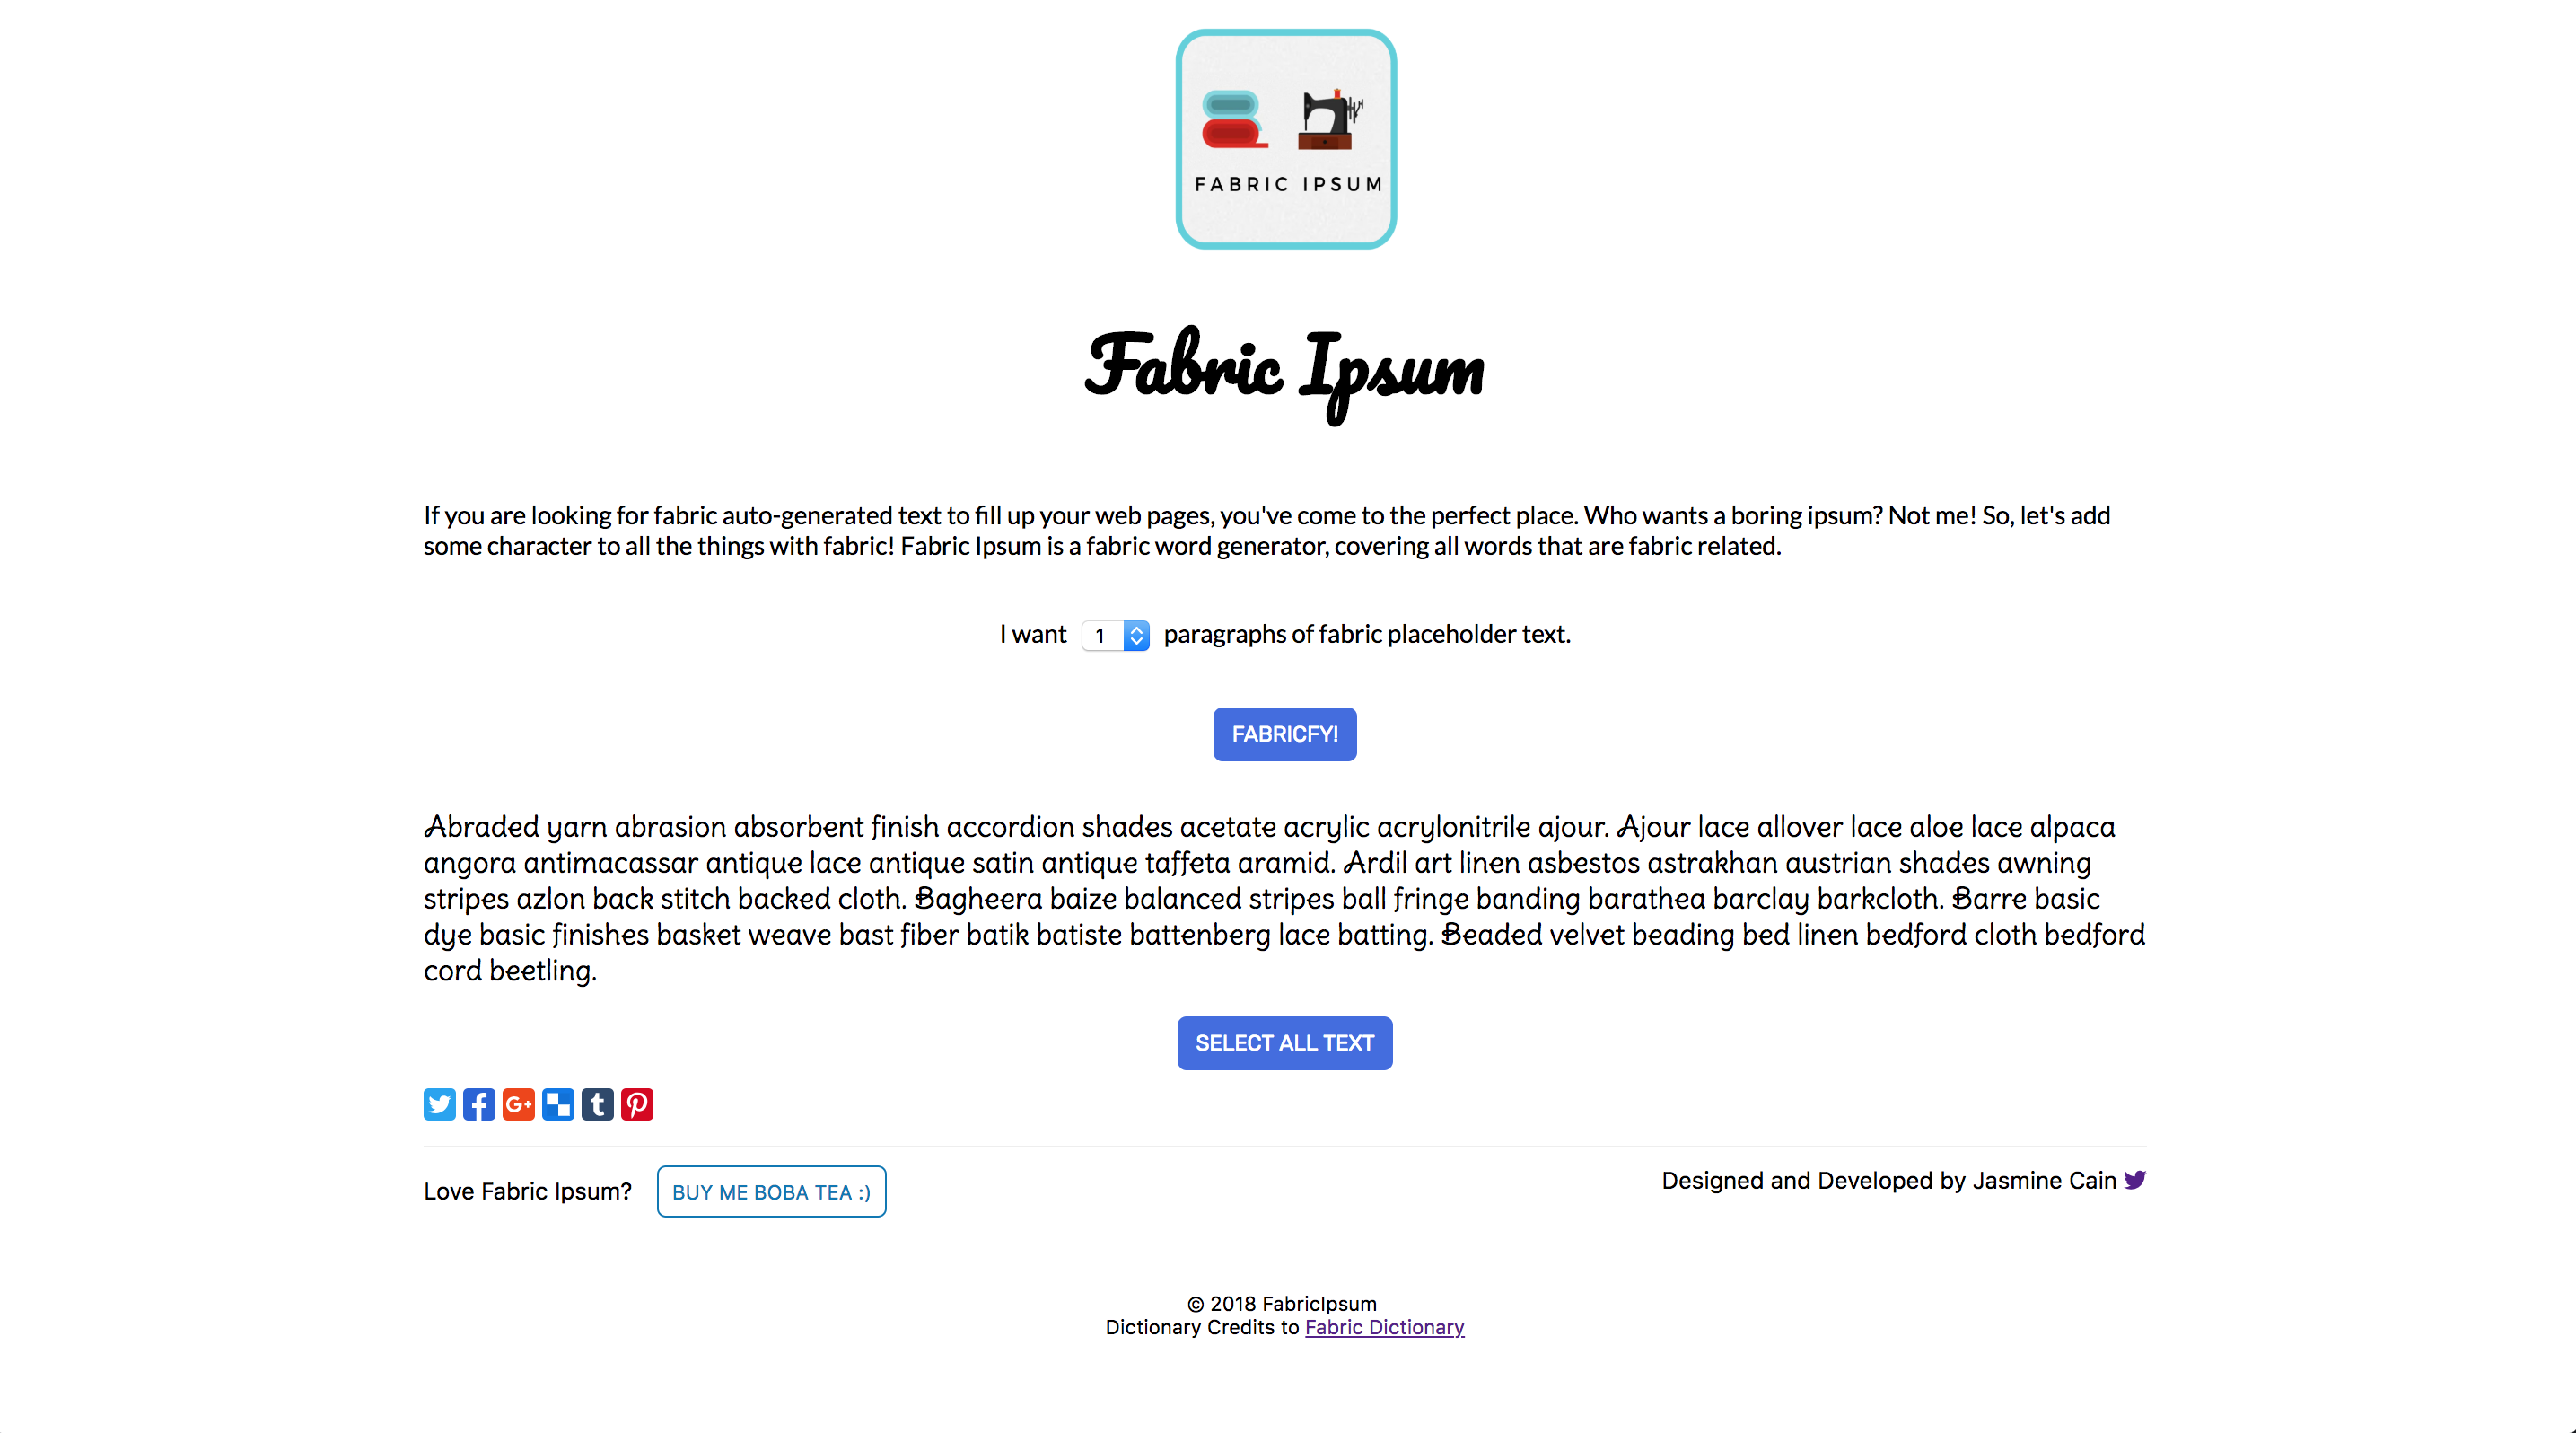 FABRIC IPSUM
Fabric Ipsum
If you are looking for fabric auto-generated text to fill up your web pages, you've come to the perfect place. Who wants a boring ipsum? Not me! So, let's add
some character to all the things with fabric! Fabric Ipsum is a fabric word generator, covering all words that are fabric related.
I want 1 paragraphs of fabric placeholder text.
FABRICFY!
Abraded yarn abrasion absorbent finish accordion shades acetate acrylic acrylonitrile ajour. Ajour lace allover lace aloe lace alpaca
angora antimacassar antique lace antique satin antique taffeta aramid. Ardil art linen asbestos astrakhan austrian shades awning
stripes azlon back stitch backed cloth. Bagheera baize balanced stripes ball fringe banding barathea barclay barkcloth. Barre basic
dye basic finishes basket weave bast fiber batik batiste battenberg lace batting. Beaded velvet beading bed linen bedford cloth bedford
cord beetling.
SELECT ALL TEXT
Love Fabric Ipsum? BUY ME BOBA TEA :)
Designed and Developed by Jasmine Cain
© 2018 FabricIpsum
Dictionary Credits to Fabric Dictionary